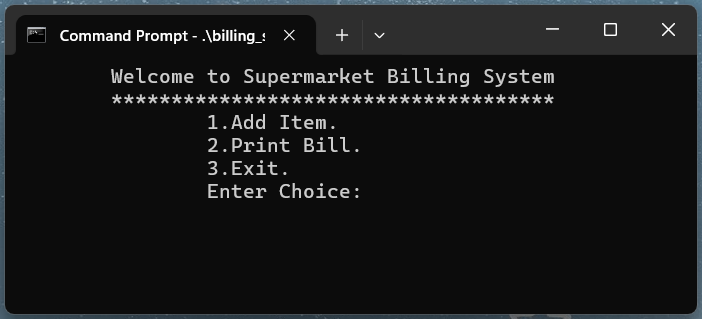 Command Prompt - .\billing_s
Welcome to Supermarket Billing System
*************************************
1.Add Item.
2.Print Bill.
3.Exit.
Enter Choice: